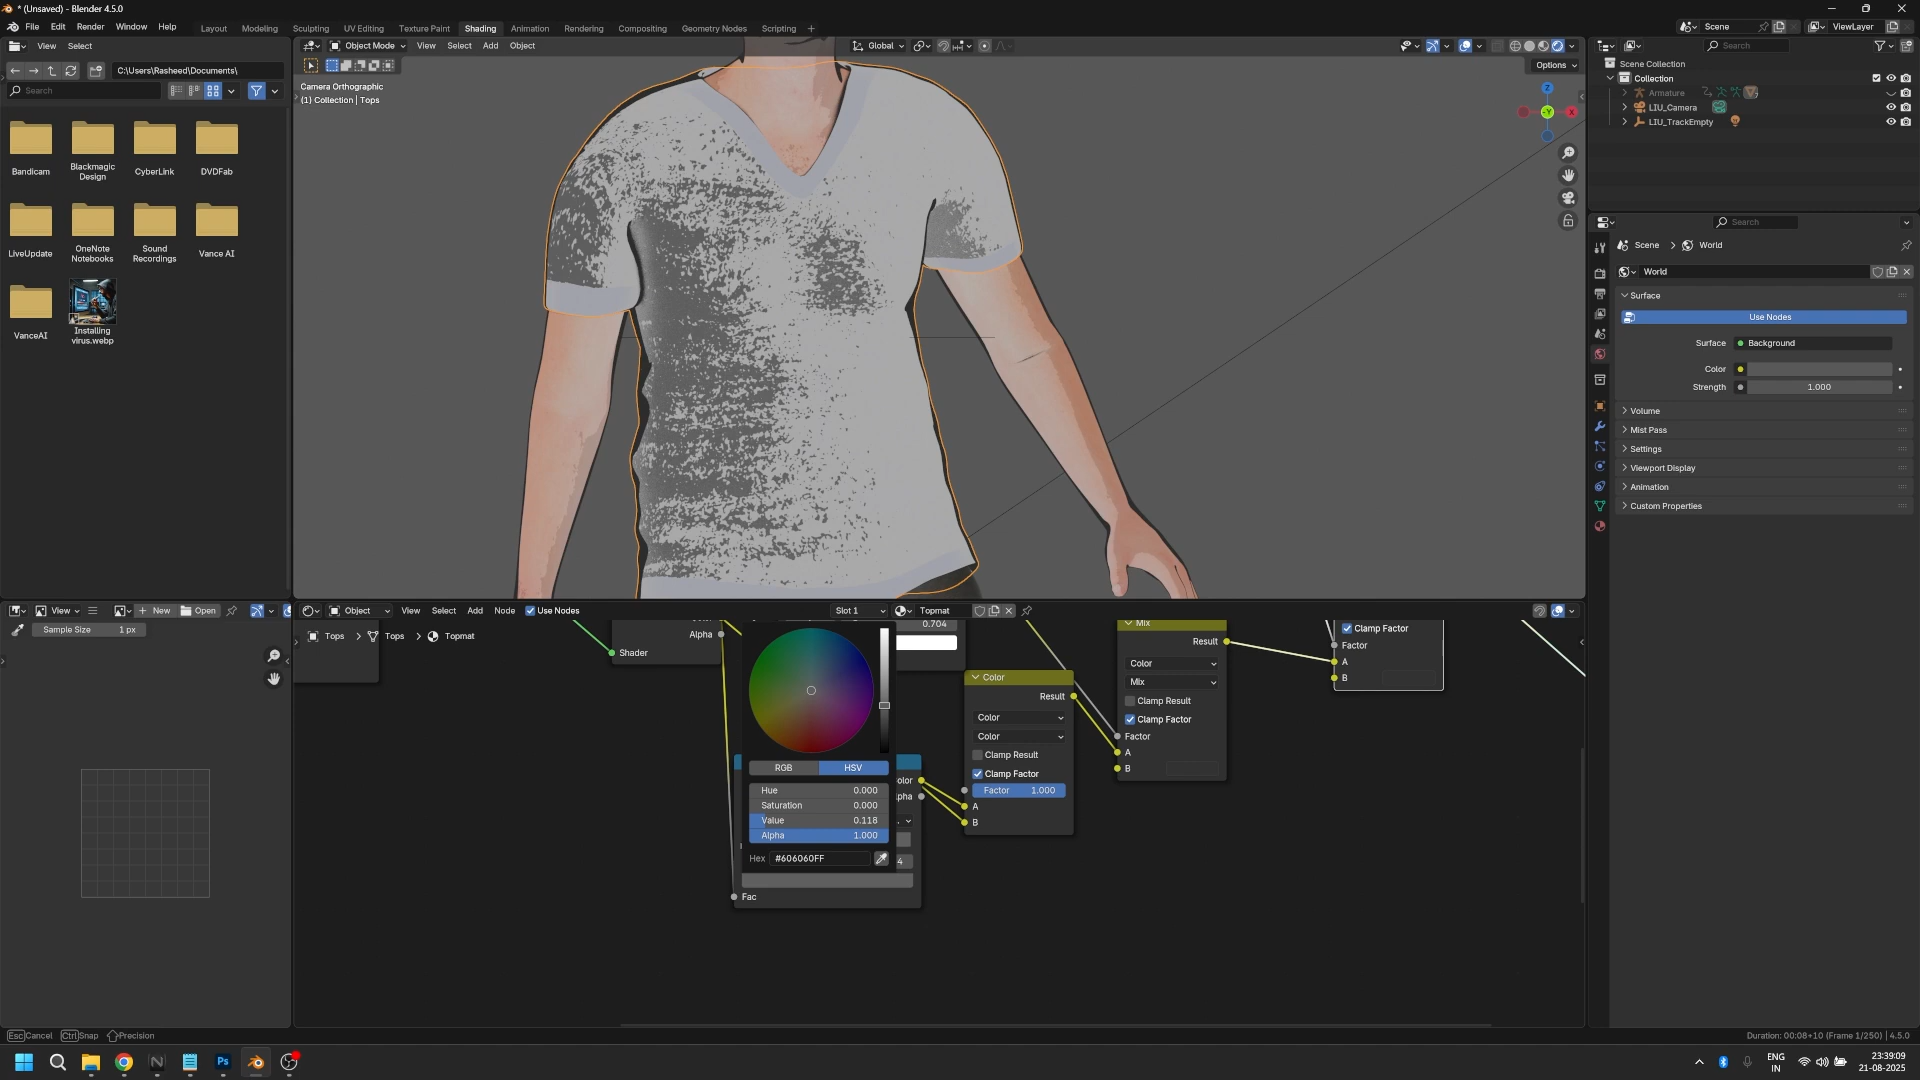 * (Unsaved) - Blender 4.5.0
File Edit Render Window Help
Layout Modeling Sculpting UV Editing Texture Paint Shading Animation Rendering Compositing Geometry Nodes Scripting +
Scene ViewLayer
View Select
Object Mode View Select Add Object Global
Options
Search
C:\Users\Rasheed\Documents\
Search
Bandicam
Blackmagic Design
CyberLink
DVDFab
LiveUpdate
OneNote Notebooks
Sound Recordings
Vance AI
VanceAI
Installing virus.webp
Camera Orthographic
(1) Collection | Tops
Z
-Y
X
Scene Collection
Collection
Armature
LIU_Camera
LIU_TrackEmpty
Search
Scene > World
World
Surface
Use Nodes
Surface Background
Color
Strength 1.000
Volume
Mist Pass
Settings
Viewport Display
Animation
Custom Properties
View New Open
Sample Size 1 px
Object View Select Add Node Use Nodes Slot 1 Topmat
Tops > Tops > Topmat
Alpha
Shader
0.704
RGB HSV
Hue 0.000
Saturation 0.000
Value 0.118
Alpha 1.000
Hex #606060FF
olor
pha
4
Fac
Color
Result
Color
Color
Clamp Result
Clamp Factor
Factor 1.000
A
B
Mix
Result
Color
Mix
Clamp Result
Clamp Factor
Factor
A
B
Clamp Factor
Factor
A
B
Esc Cancel Ctrl Snap Precision
Duration: 00:08+10 (Frame 1/250) | 4.5.0
Ps
ENG
IN
23:39:09
21-08-2025